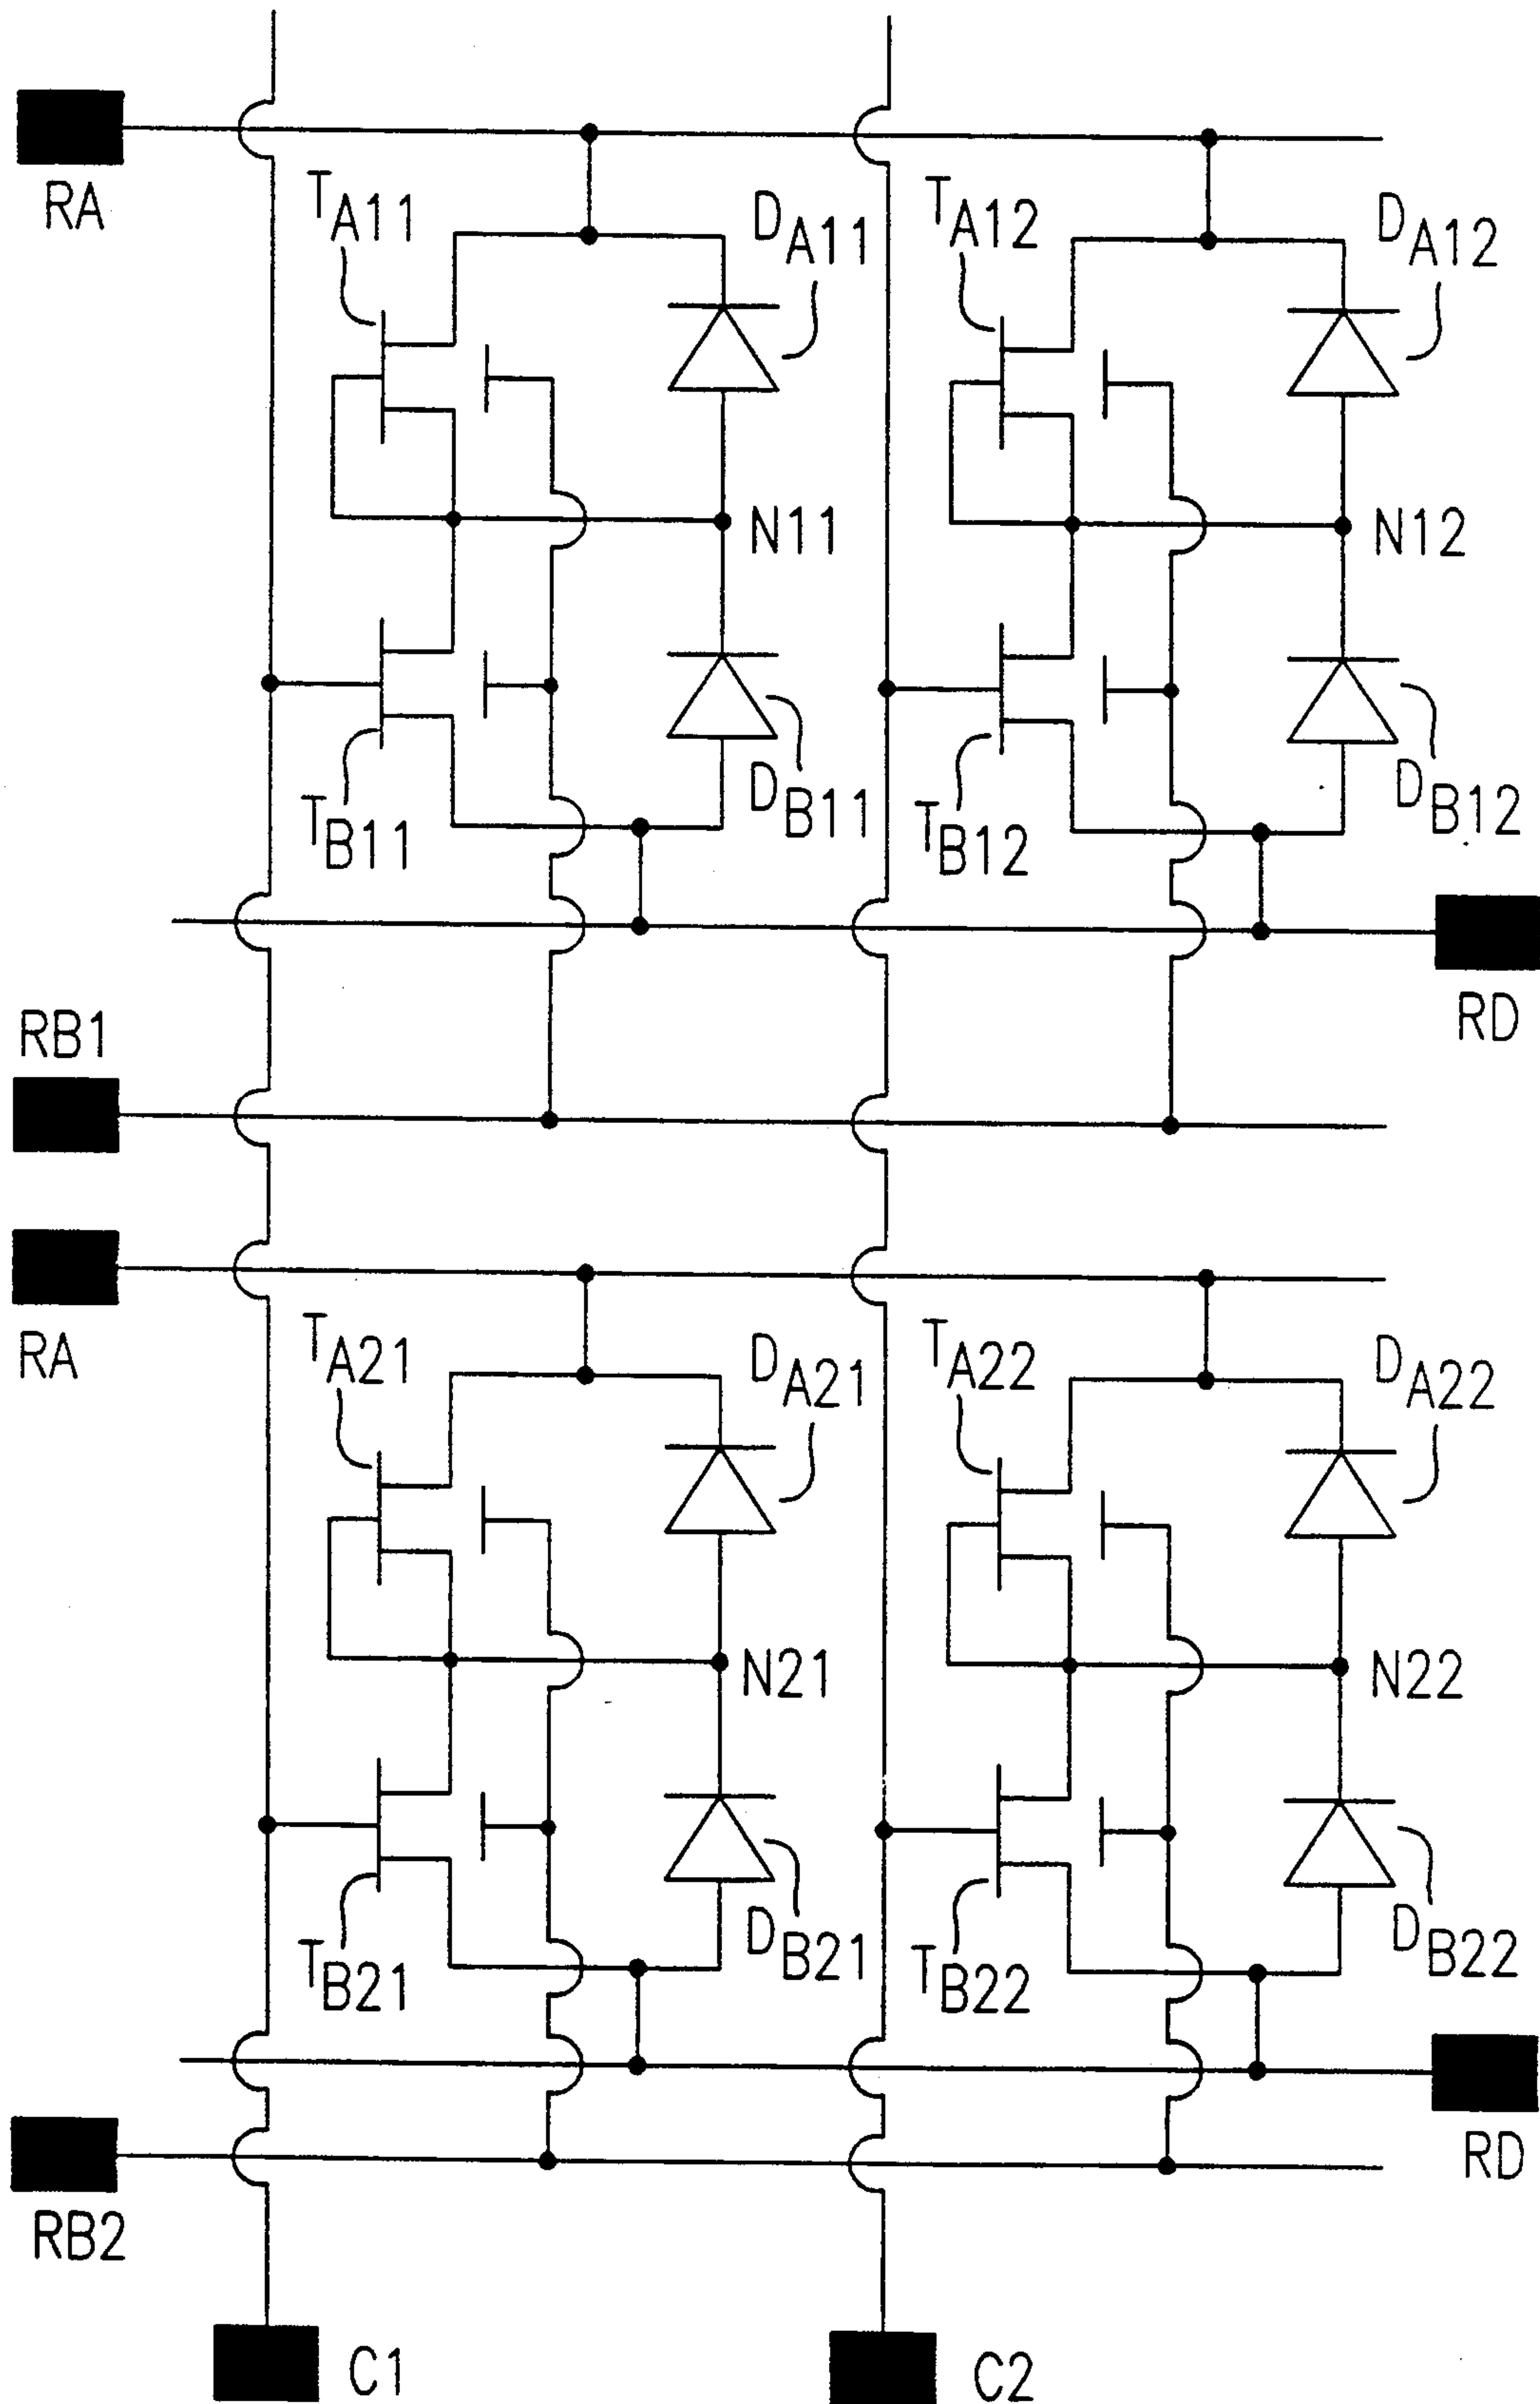 RA
TA11
DA11
TA12
DA12
N11
N12
TB11
DB11
TB12
DB12
RD
RB1
RA
TA21
DA21
TA22
DA22
N21
N22
TB21
DB21
TB22
DB22
RD
RB2
C1
C2